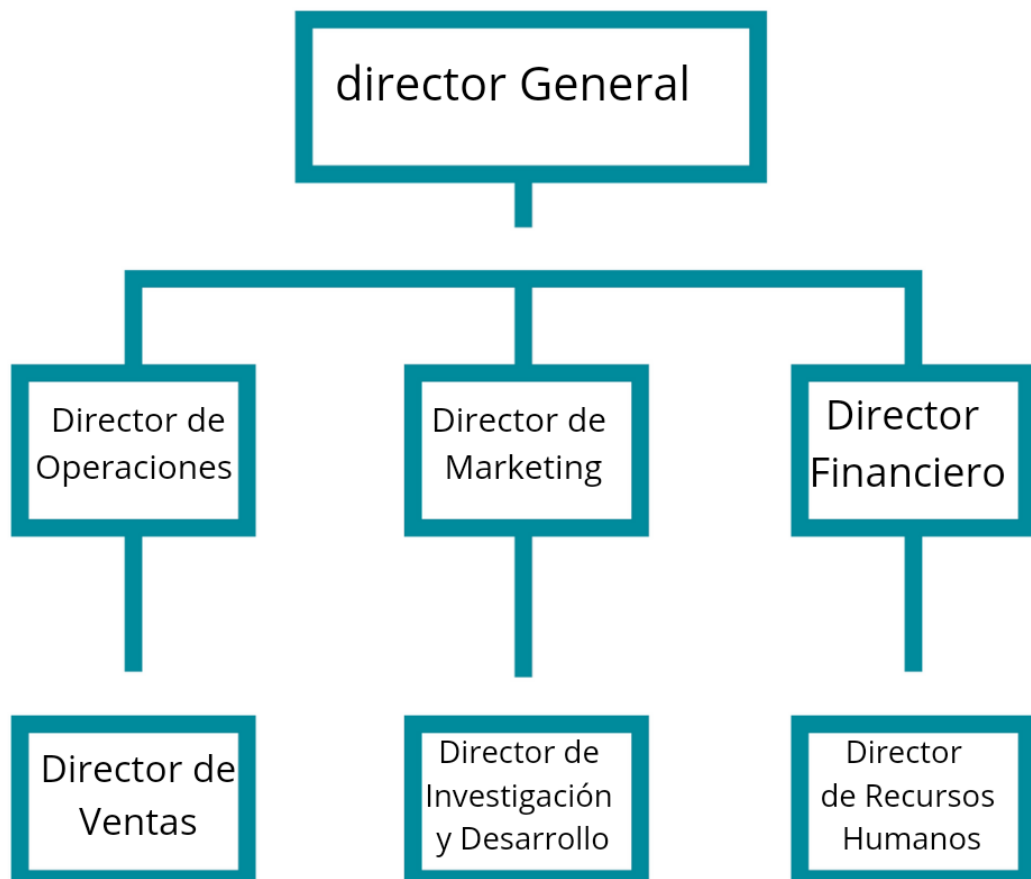 director General
Director de
Operaciones
Director de
Marketing
Director
Financiero
Director de
Ventas
Director de
Investigación
y Desarrollo
Director
de Recursos
Humanos